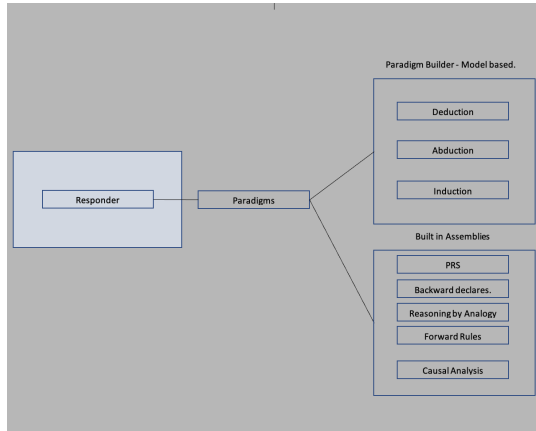 Paradigm Builder - Model based.
Deduction
Abduction
Induction
Responder
Paradigms
Built in Assemblies
PRS
Backward declares.
Reasoning by Analogy
Forward Rules
Causal Analysis